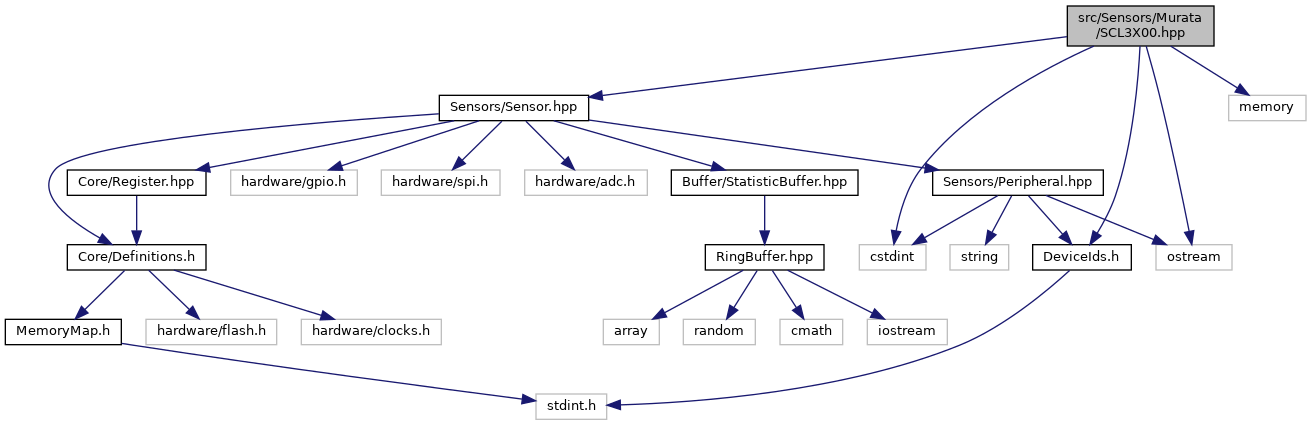 src/Sensors/Murata
/SCL3X00.hpp
Sensors/Sensor.hpp
memory
Core/Register.hpp
hardware/gpio.h
hardware/spi.h
hardware/adc.h
Buffer/StatisticBuffer.hpp
Sensors/Peripheral.hpp
Core/Definitions.h
RingBuffer.hpp
cstdint
string
DeviceIds.h
ostream
MemoryMap.h
hardware/flash.h
hardware/clocks.h
array
random
cmath
iostream
stdint.h